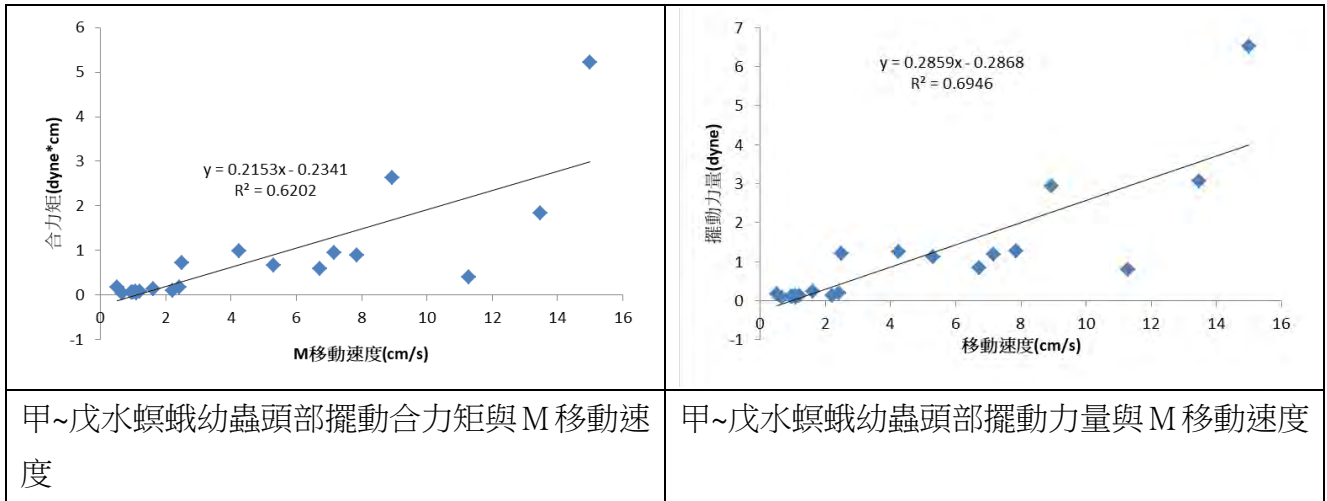 6
5
4
3
2
1
0
-1
合力矩(dyne*cm)
y = 0.2153x - 0.2341
R² = 0.6202
0 2 4 6 8 10 12 14 16
M移動速度(cm/s)
7
6
5
4
3
2
1
0
-1
擺動力量(dyne)
y = 0.2859x - 0.2868
R² = 0.6946
0 2 4 6 8 10 12 14 16
移動速度(cm/s)
甲~戊水螟蛾幼蟲頭部擺動合力矩與M移動速
度
甲~戊水螟蛾幼蟲頭部擺動力量與M移動速度